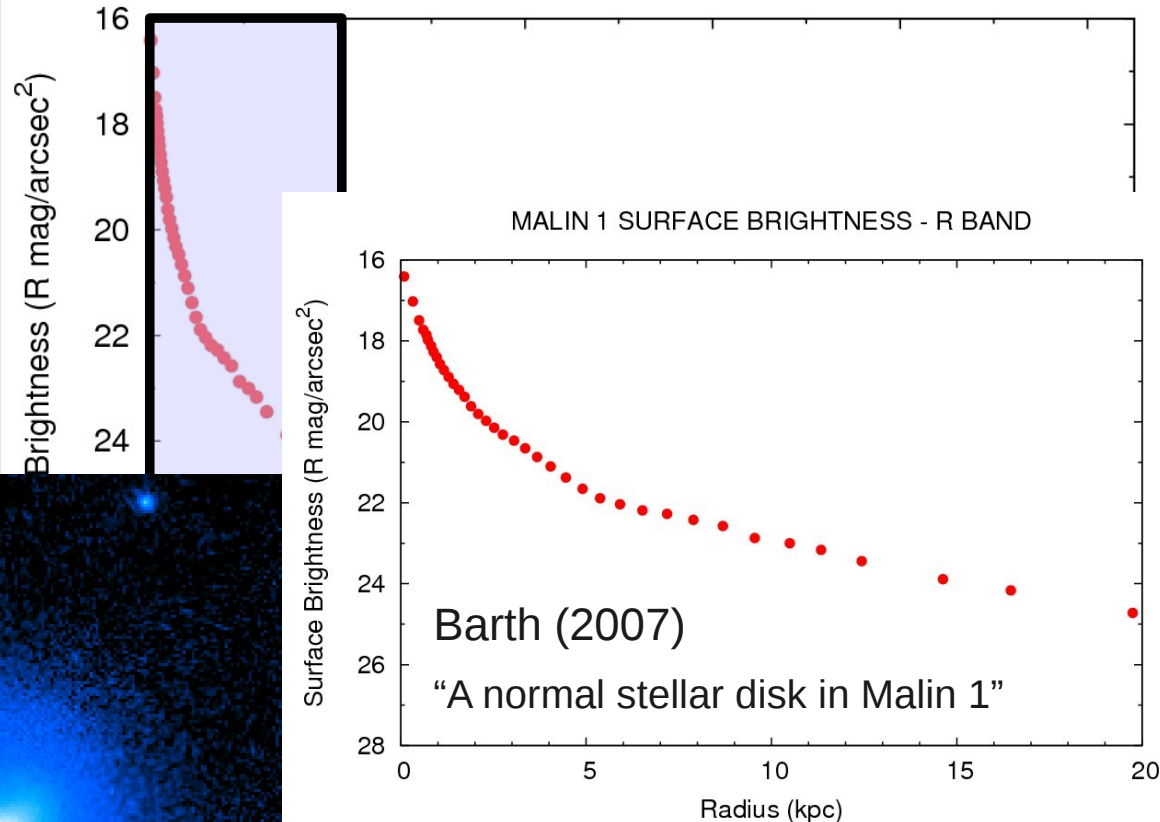 16
18
20
22
24
Brightness (R mag/arcsec²)
MALIN 1 SURFACE BRIGHTNESS - R BAND
16
18
20
22
24
26
28
Surface Brightness (R mag/arcsec²)
Barth (2007)
“A normal stellar disk in Malin 1”
0 5 10 15 20
Radius (kpc)